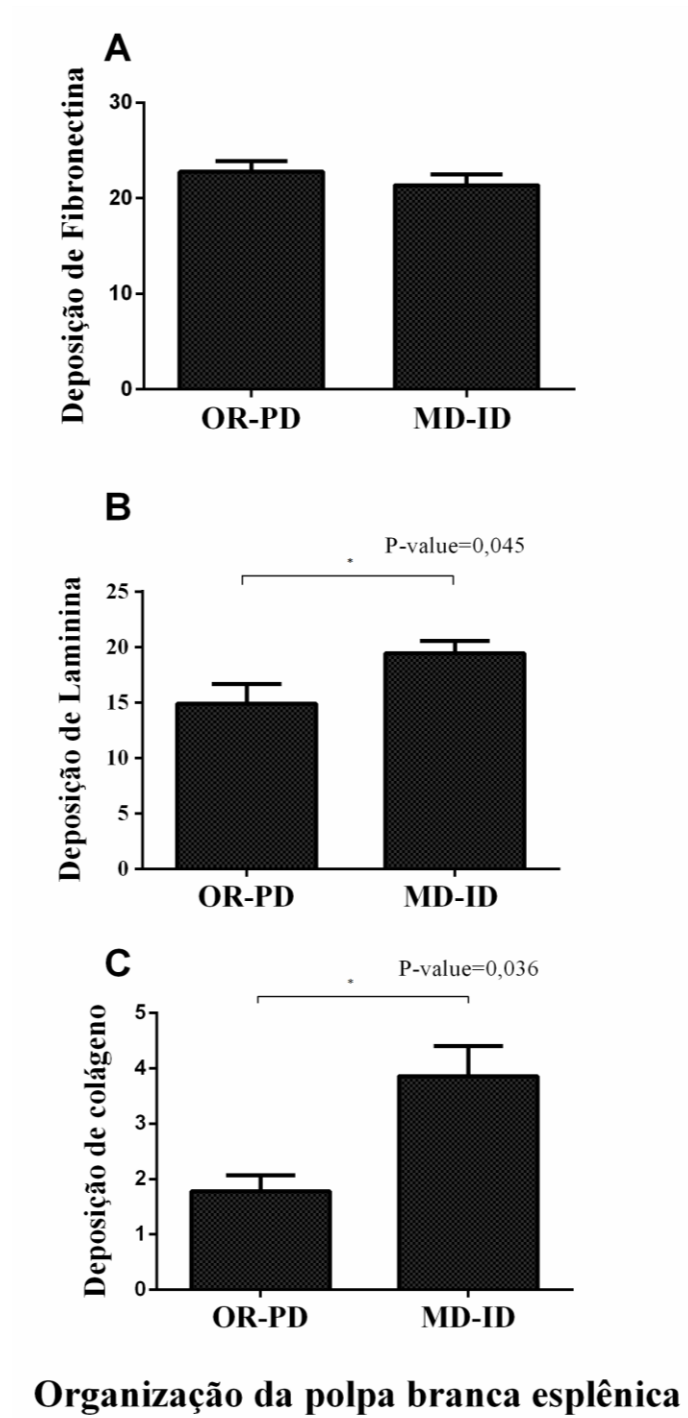 A
Deposição de Fibronectina
30
20
10
0
OR-PD MD-ID
B
P-value=0,045
*
Deposição de Laminina
25
20
15
10
5
0
OR-PD MD-ID
C
P-value=0,036
*
Deposição de colágeno
5
4
3
2
1
0
OR-PD MD-ID
Organização da polpa branca esplênica